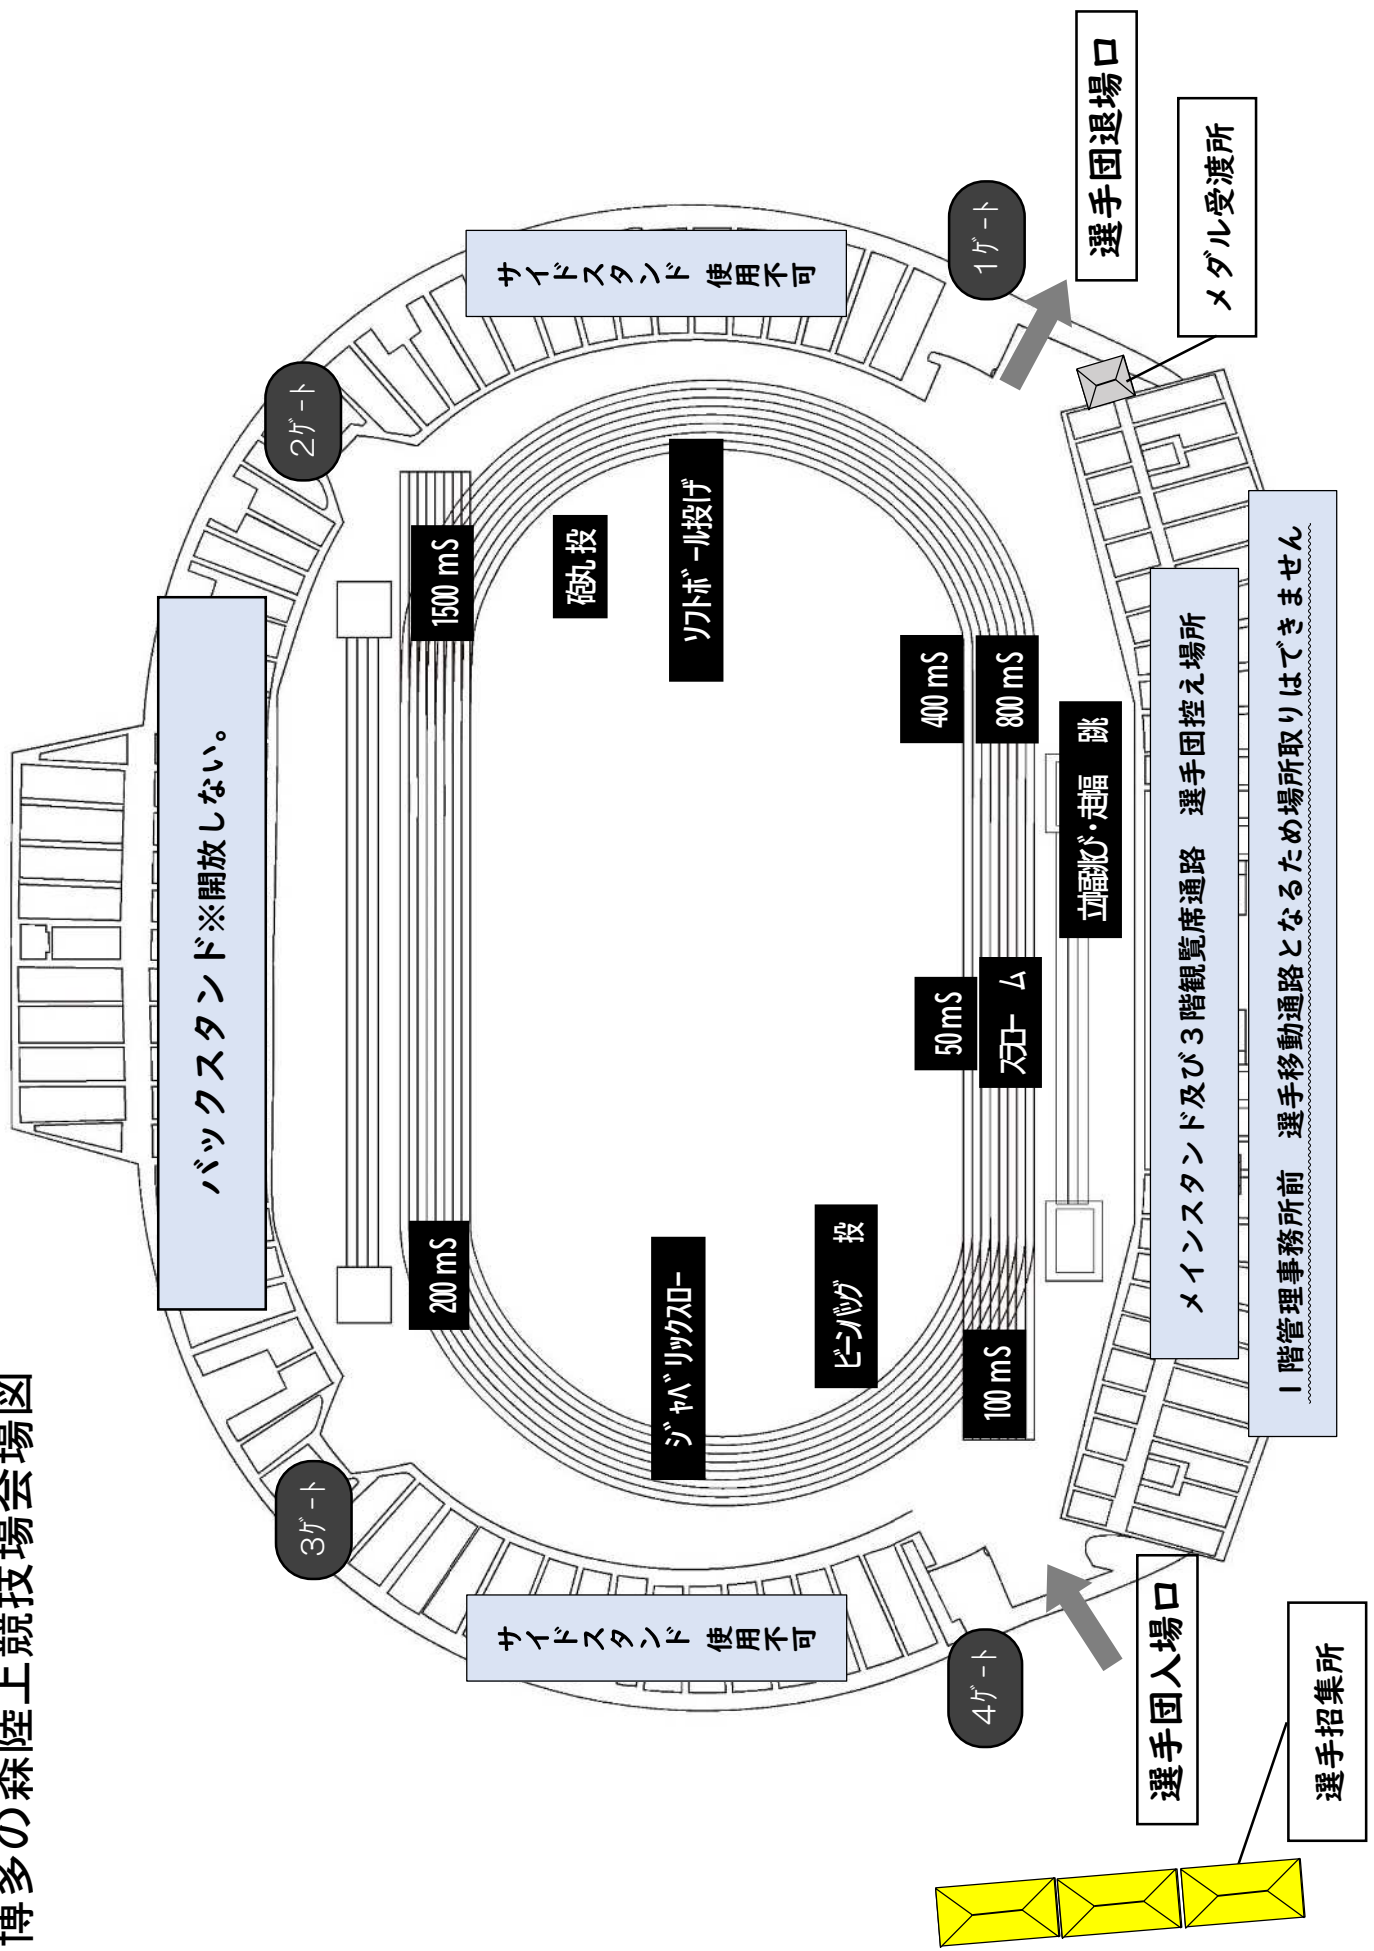 博多の森陸上競技場会場図
バックスタンド※開放しない。
3ゲート
2ゲート
サイドスタンド 使用不可
サイドスタンド 使用不可
200mS
1500mS
砲丸投
ジャベリックスロー
ソフトボール投げ
ビーンバッグ 投
50mS
400mS
100mS
スラローム
800mS
立幅跳び・走幅 跳
4ゲート
1ゲート
選手団入場口
選手団退場口
メダル受渡所
メインスタンド及び3階観覧席通路 選手団控え場所
1階管理事務所前 選手移動通路となるため場所取りはできません
選手招集所